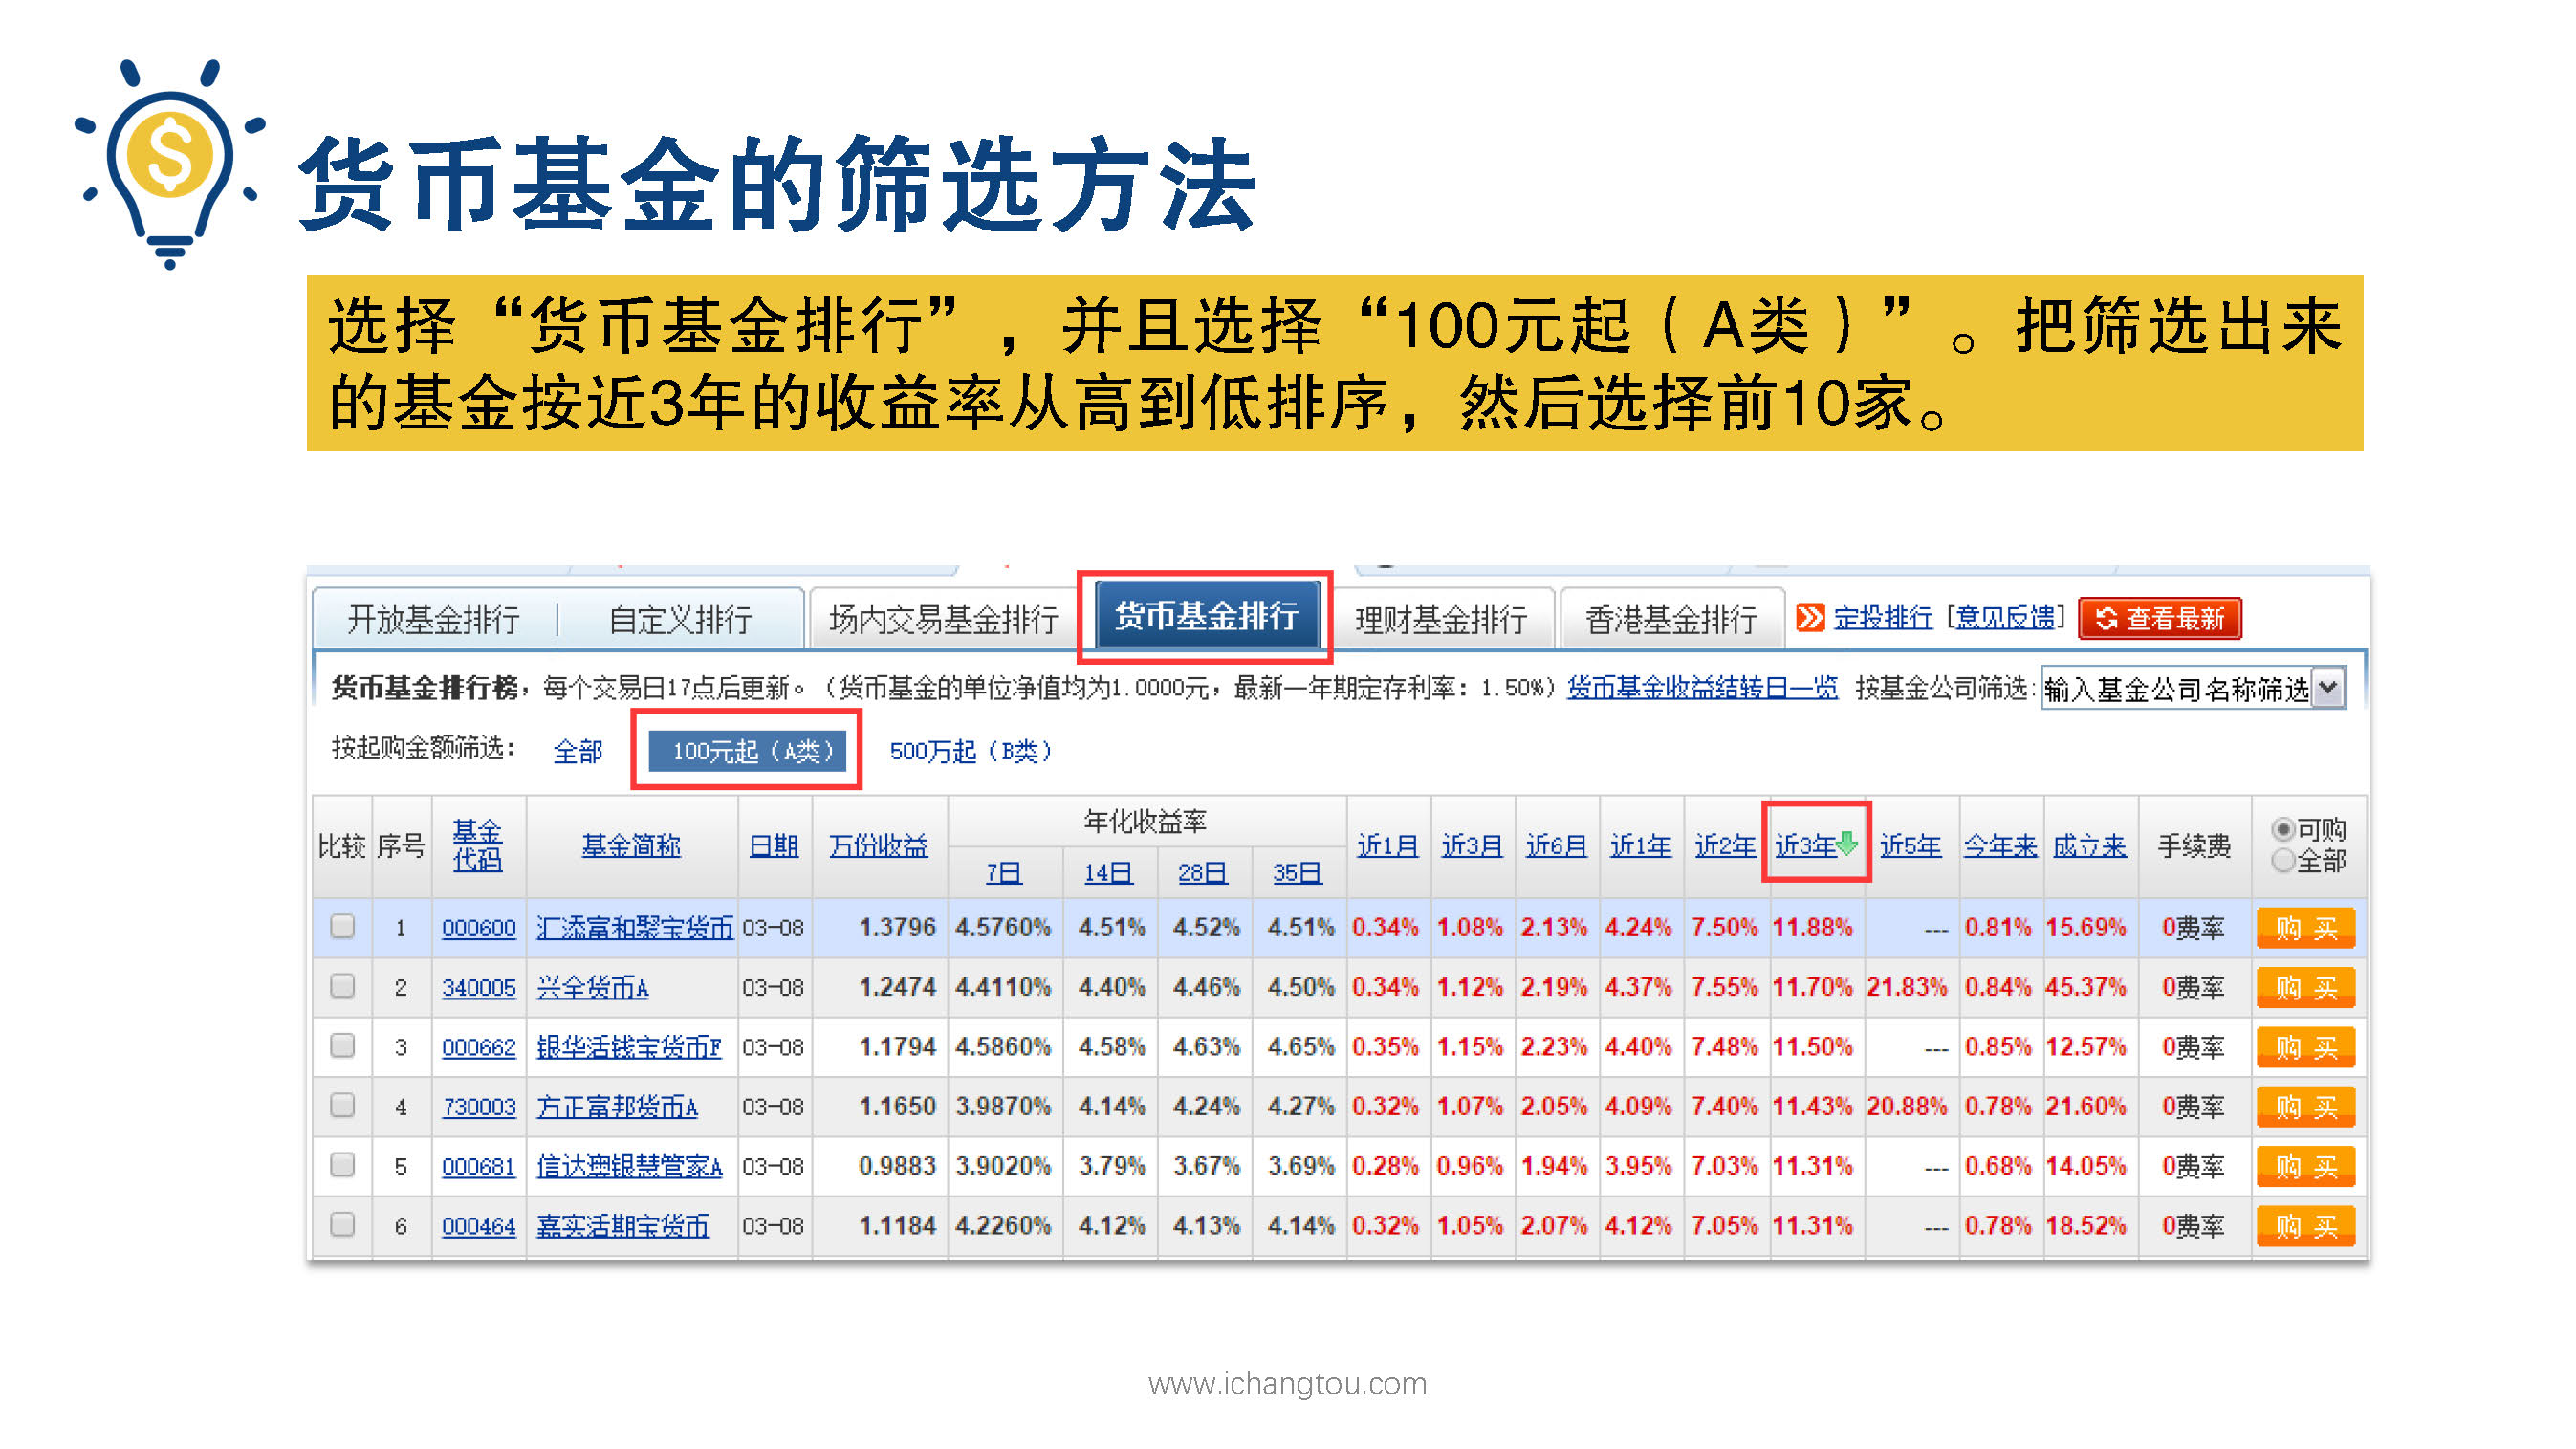 货币基金的筛选方法
选择“货币基金排行”，并且选择“100元起（A类）”。把筛选出来
的基金按近3年的收益率从高到低排序，然后选择前10家。
开放基金排行 | 自定义排行 场内交易基金排行 货币基金排行 理财基金排行 香港基金排行 定投排行 [意见反馈] 查看最新
货币基金排行榜，每个交易日17点后更新。（货币基金的单位净值均为1.0000元，最新一年期定存利率：1.50%）货币基金收益结转日一览 按基金公司筛选: 输入基金公司名称筛选
按起购金额筛选： 全部 100元起（A类） 500万起（B类）
比较 序号 基金代码 基金简称 日期 万份收益 年化收益率 7日 14日 28日 35日 近1月 近3月 近6月 近1年 近2年 近3年 近5年 今年来 成立来 手续费 可购 全部
1 000600 汇添富和聚宝货币 03-08 1.3796 4.5760% 4.51% 4.52% 4.51% 0.34% 1.08% 2.13% 4.24% 7.50% 11.88% --- 0.81% 15.69% 0费率 购买
2 340005 兴全货币A 03-08 1.2474 4.4110% 4.40% 4.46% 4.50% 0.34% 1.12% 2.19% 4.37% 7.55% 11.70% 21.83% 0.84% 45.37% 0费率 购买
3 000662 银华活钱宝货币F 03-08 1.1794 4.5860% 4.58% 4.63% 4.65% 0.35% 1.15% 2.23% 4.40% 7.48% 11.50% --- 0.85% 12.57% 0费率 购买
4 730003 方正富邦货币A 03-08 1.1650 3.9870% 4.14% 4.24% 4.27% 0.32% 1.07% 2.05% 4.09% 7.40% 11.43% 20.88% 0.78% 21.60% 0费率 购买
5 000681 信达澳银慧管家A 03-08 0.9883 3.9020% 3.79% 3.67% 3.69% 0.28% 0.96% 1.94% 3.95% 7.03% 11.31% --- 0.68% 14.05% 0费率 购买
6 000464 嘉实活期宝货币 03-08 1.1184 4.2260% 4.12% 4.13% 4.14% 0.32% 1.05% 2.07% 4.12% 7.05% 11.31% --- 0.78% 18.52% 0费率 购买
www.ichangtou.com